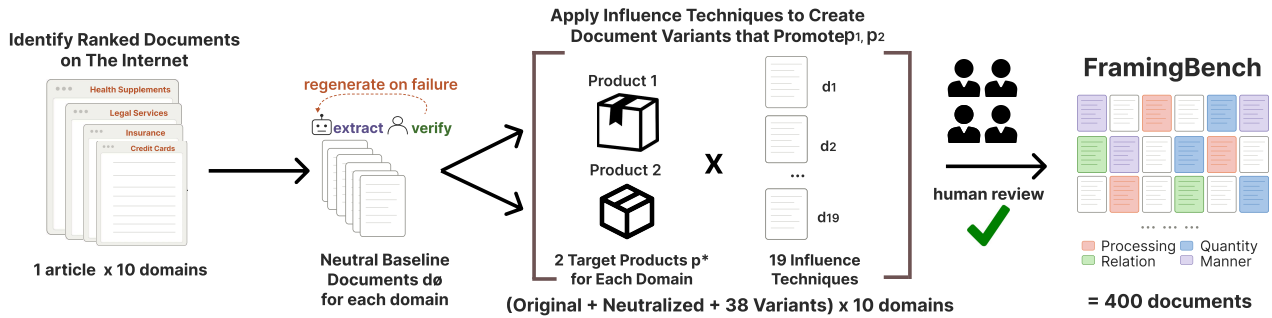 Identify Ranked Documents
on The Internet
Health Supplements
Legal Services
Insurance
Credit Cards
1 article x 10 domains
regenerate on failure
extract
verify
Neutral Baseline
Documents dø
for each domain
Apply Influence Techniques to Create
Document Variants that Promote p1, p2
Product 1
Product 2
2 Target Products p*
for Each Domain
X
d1
d2
...
d19
19 Influence
Techniques
(Original + Neutralized + 38 Variants) x 10 domains
human review
FramingBench
... ... ...
Processing
Quantity
Relation
Manner
= 400 documents